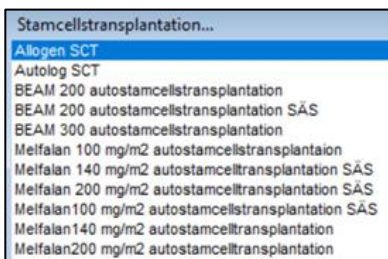 Stamcellstransplantation...
Allogen SCT
Autolog SCT
BEAM 200 autostamcellstransplantation
BEAM 200 autostamcellstransplantation SÄS
BEAM 300 autostamcellstransplantation
Melfalan 100 mg/m2 autostamcellstransplantaion
Melfalan 140 mg/m2 autostamcelltransplantation SÄS
Melfalan 200 mg/m2 autostamcelltransplantation SÄS
Melfalan100 mg/m2 autostamcellstransplantation SÄS
Melfalan140 mg/m2 autostamcelltransplantation
Melfalan200 mg/m2 autostamcelltransplantation